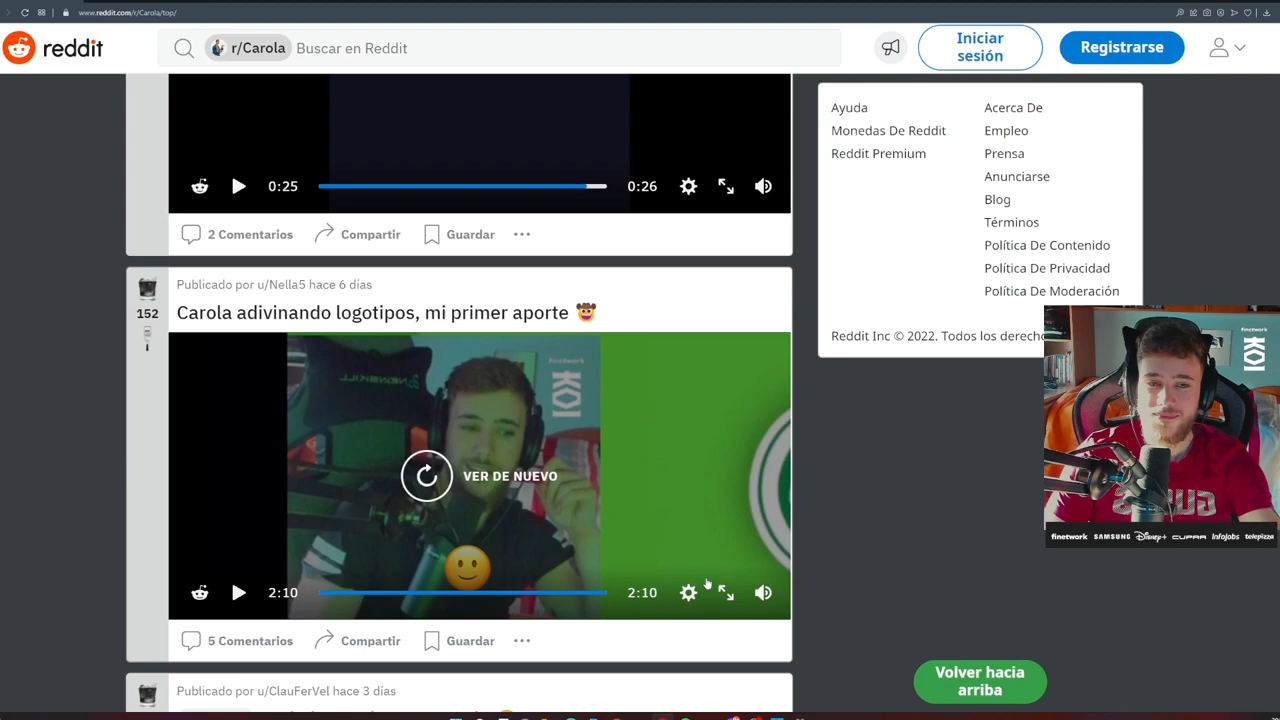 www.reddit.com/r/Carola/top/
reddit
r/Carola
Buscar en Reddit
Iniciar
sesión
Registrarse
0:25
0:26
2 Comentarios
Compartir
Guardar
Publicado por u/Nella5 hace 6 días
152
Carola adivinando logotipos, mi primer aporte 🤠
finetwork
KOI
VER DE NUEVO
2:10
2:10
5 Comentarios
Compartir
Guardar
Publicado por u/ClauFerVel hace 3 días
Ayuda
Acerca De
Monedas De Reddit
Empleo
Reddit Premium
Prensa
Anunciarse
Blog
Términos
Política De Contenido
Política De Privacidad
Política De Moderación
Reddit Inc © 2022. Todos los derecho
finetwork
KOI
finetwork SAMSUNG Disney+ CUPRA InfoJobs telepizza
Volver hacia
arriba